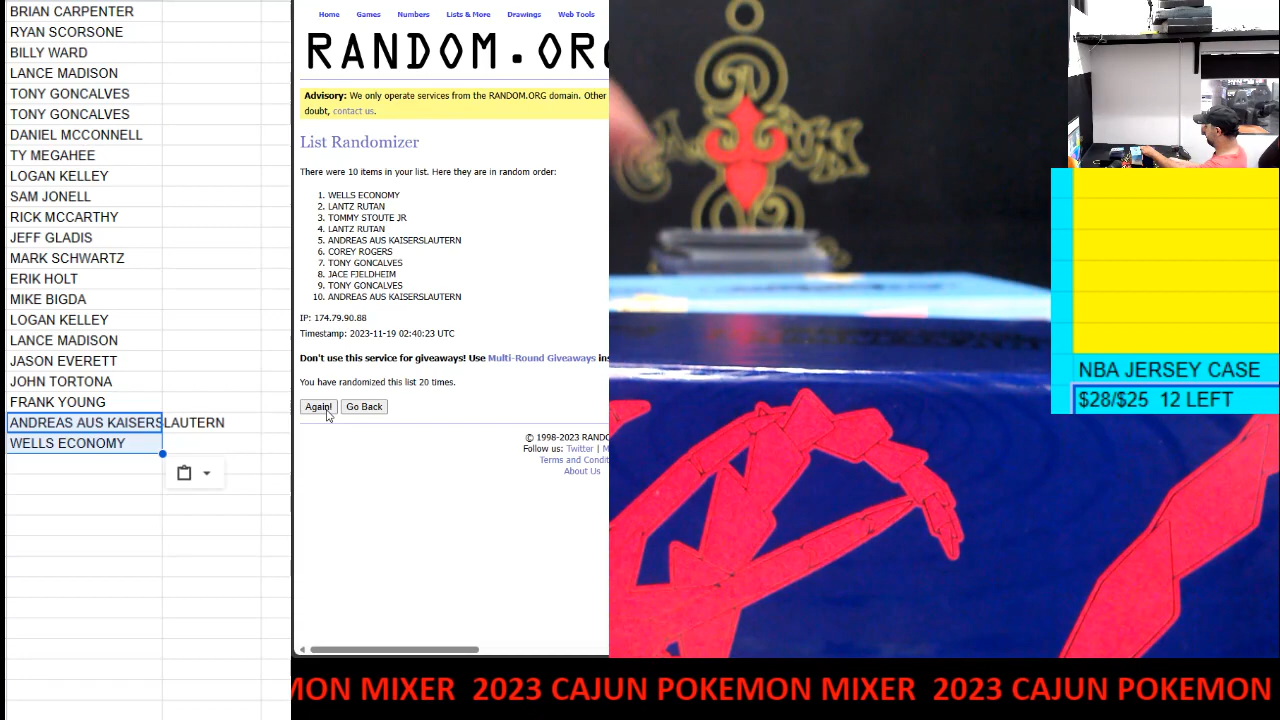 BRIAN CARPENTER
RYAN SCORSONE
BILLY WARD
LANCE MADISON
TONY GONCALVES
TONY GONCALVES
DANIEL MCCONNELL
TY MEGAHEE
LOGAN KELLEY
SAM JONELL
RICK MCCARTHY
JEFF GLADIS
MARK SCHWARTZ
ERIK HOLT
MIKE BIGDA
LOGAN KELLEY
LANCE MADISON
JASON EVERETT
JOHN TORTONA
FRANK YOUNG
ANDREAS AUS KAISERSLAUTERN
WELLS ECONOMY
Home Games Numbers Lists & More Drawings Web Tools
RANDOM.OR
Advisory: We only operate services from the RANDOM.ORG domain. Other
doubt, contact us.
List Randomizer
There were 10 items in your list. Here they are in random order:
1. WELLS ECONOMY
2. LANTZ RUTAN
3. TOMMY STOUTE JR
4. LANTZ RUTAN
5. ANDREAS AUS KAISERSLAUTERN
6. COREY ROGERS
7. TONY GONCALVES
8. JACE FJELDHEIM
9. TONY GONCALVES
10. ANDREAS AUS KAISERSLAUTERN
IP: 174.79.90.88
Timestamp: 2023-11-19 02:40:23 UTC
Don't use this service for giveaways! Use Multi-Round Giveaways ins
You have randomized this list 20 times.
Again! Go Back
© 1998-2023 RANDO
Follow us: Twitter | M
Terms and Condit
About Us
NBA JERSEY CASE
$28/$25 12 LEFT
MON MIXER 2023 CAJUN POKEMON MIXER 2023 CAJUN POKEMON